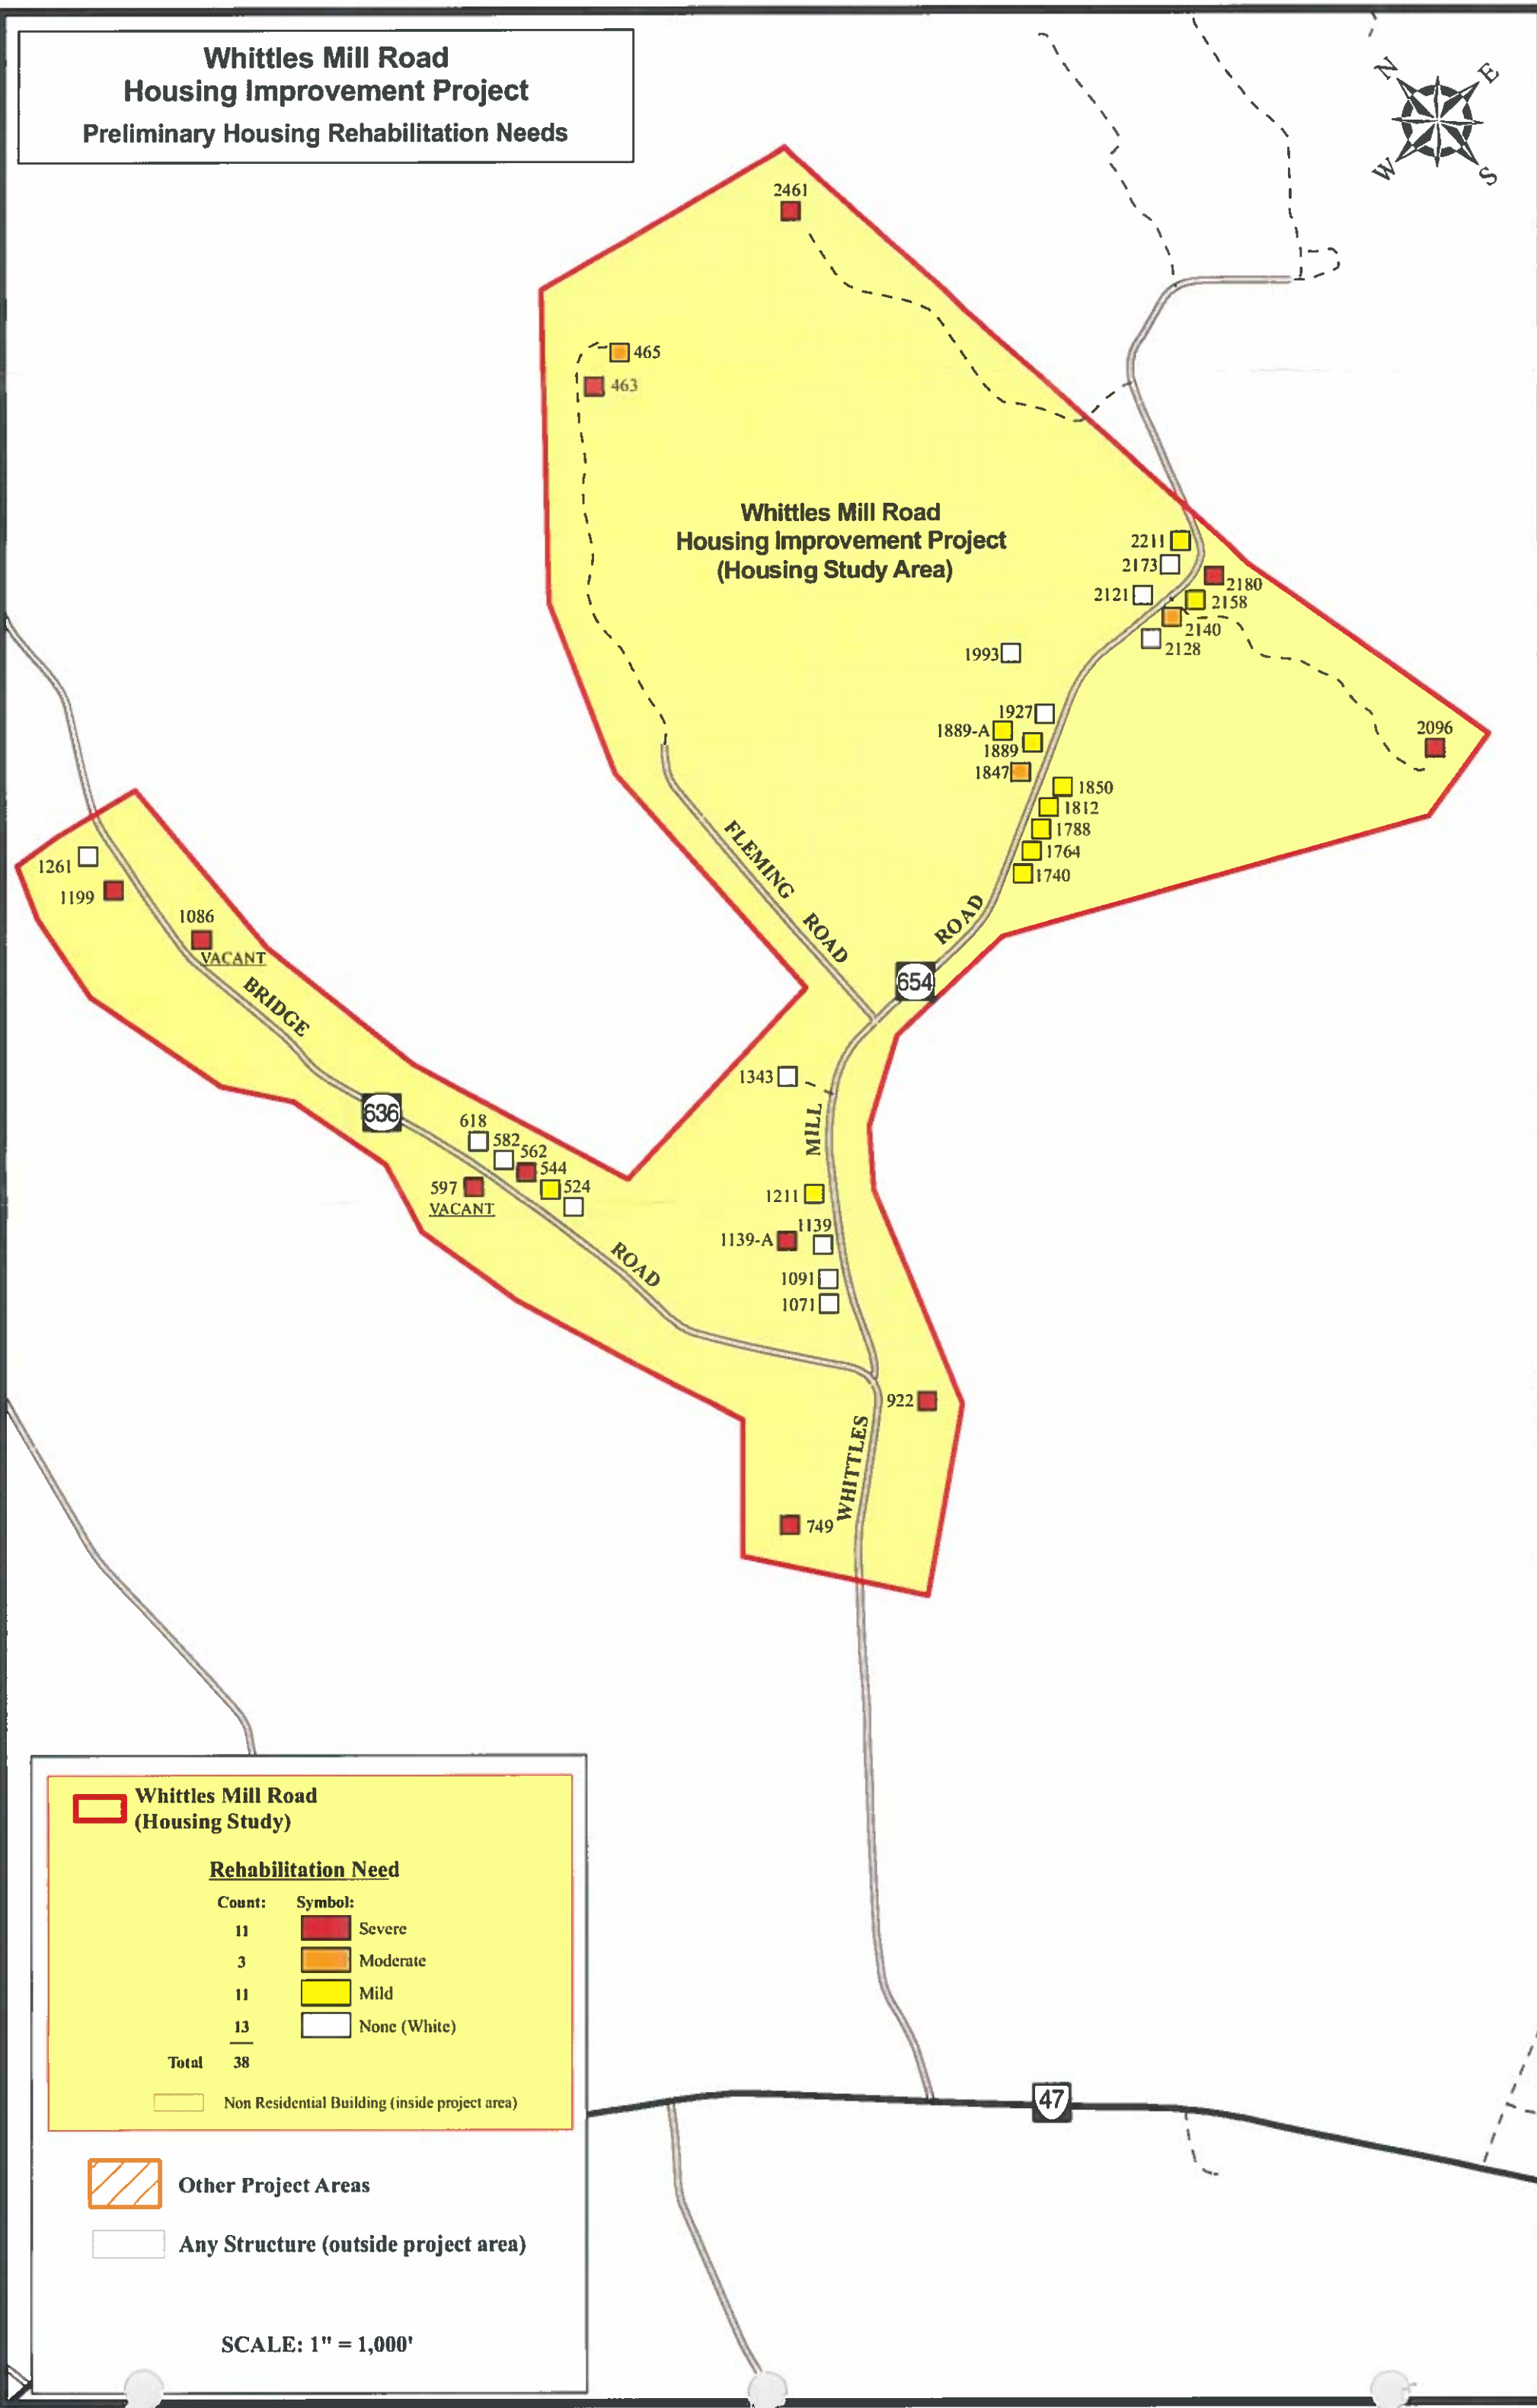 Whittles Mill Road
Housing Improvement Project
Preliminary Housing Rehabilitation Needs
N
E
W
S
2461
465
463
Whittles Mill Road
Housing Improvement Project
(Housing Study Area)
2211
2173
2180
2121
2158
2140
2128
1993
1927
1889-A
1889
2096
1847
1850
1812
1788
1764
1740
FLEMING ROAD
ROAD
654
1261
1199
1086
VACANT
BRIDGE
636
1343
MILL
618
582
562
544
524
597
VACANT
1211
1139
1139-A
ROAD
1091
1071
922
WHITTLES
749
Whittles Mill Road
(Housing Study)
Rehabilitation Need
Count: Symbol:
11 Severe
3 Moderate
11 Mild
13 None (White)
Total 38
Non Residential Building (inside project area)
47
Other Project Areas
Any Structure (outside project area)
SCALE: 1" = 1,000'